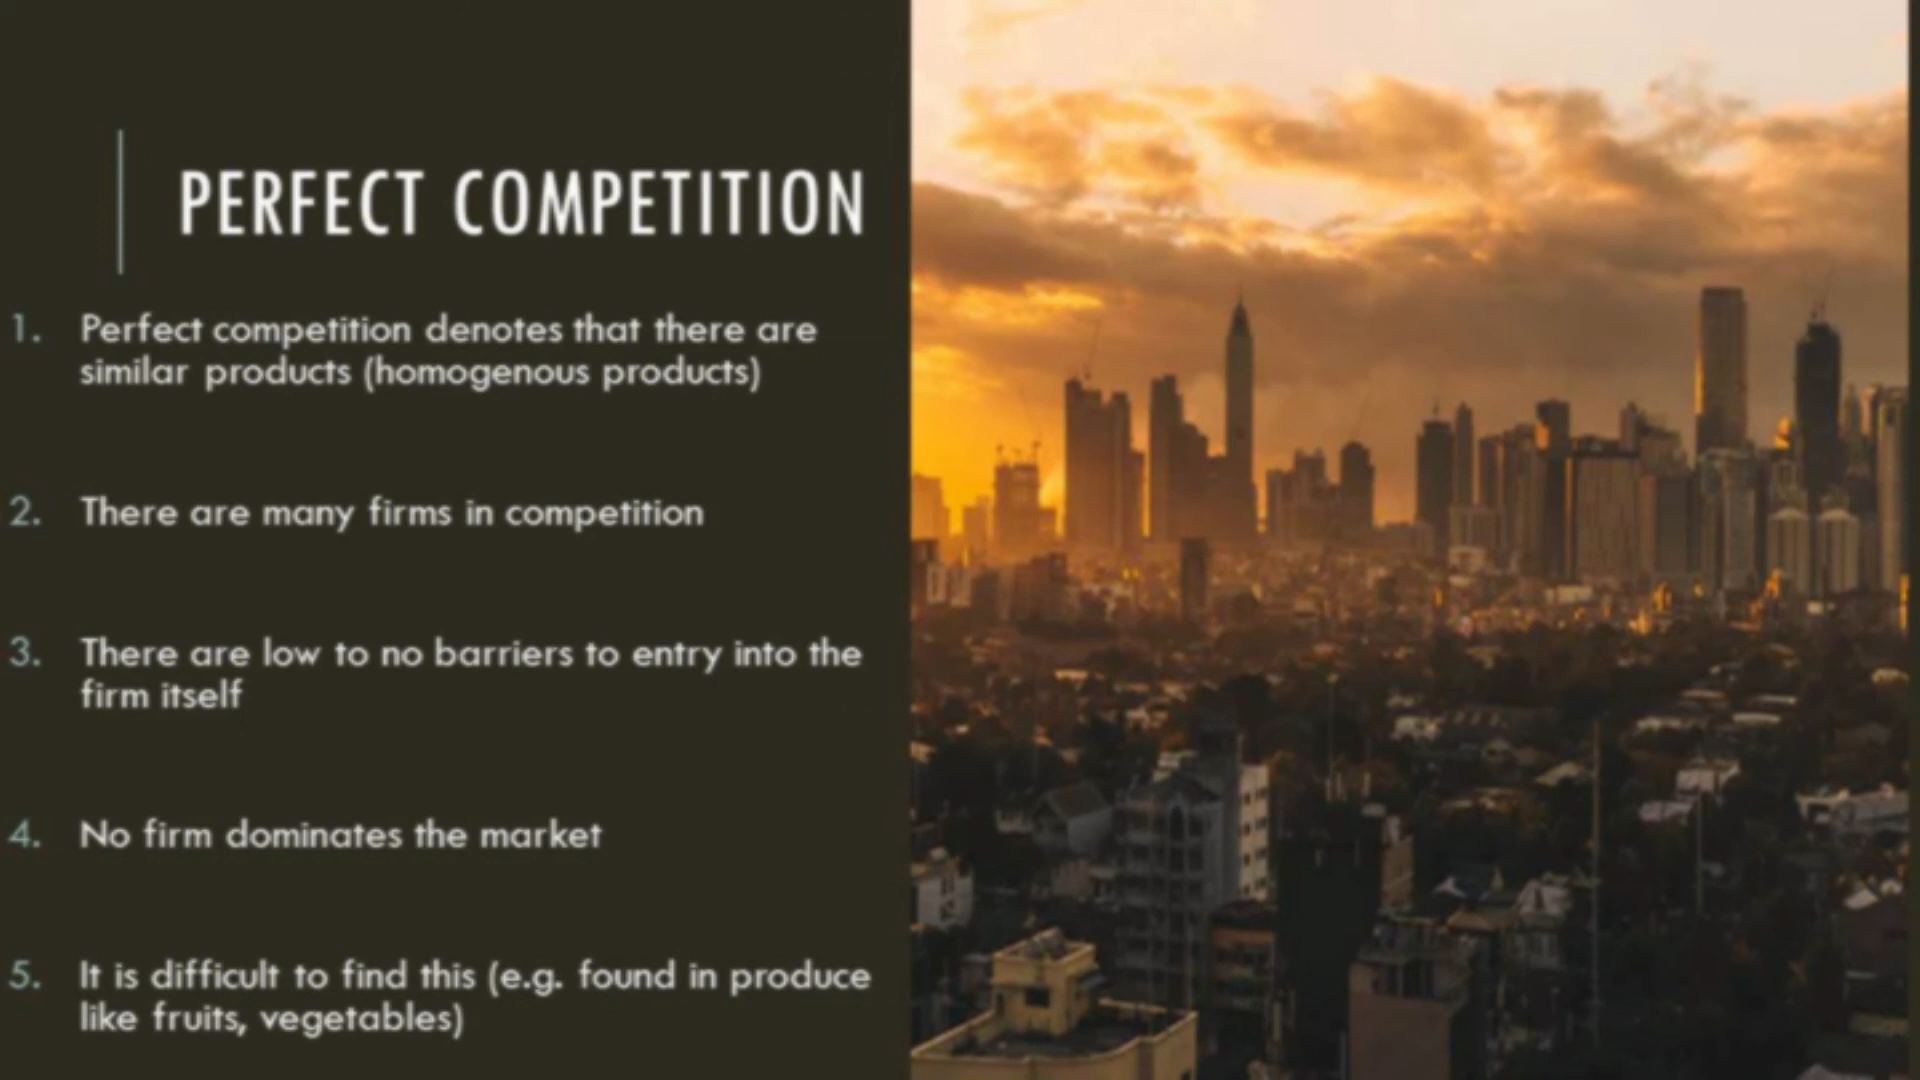 PERFECT COMPETITION
1. Perfect competition denotes that there are
similar products (homogenous products)
2. There are many firms in competition
3. There are low to no barriers to entry into the
firm itself
4. No firm dominates the market
5. It is difficult to find this (e.g. found in produce
like fruits, vegetables)